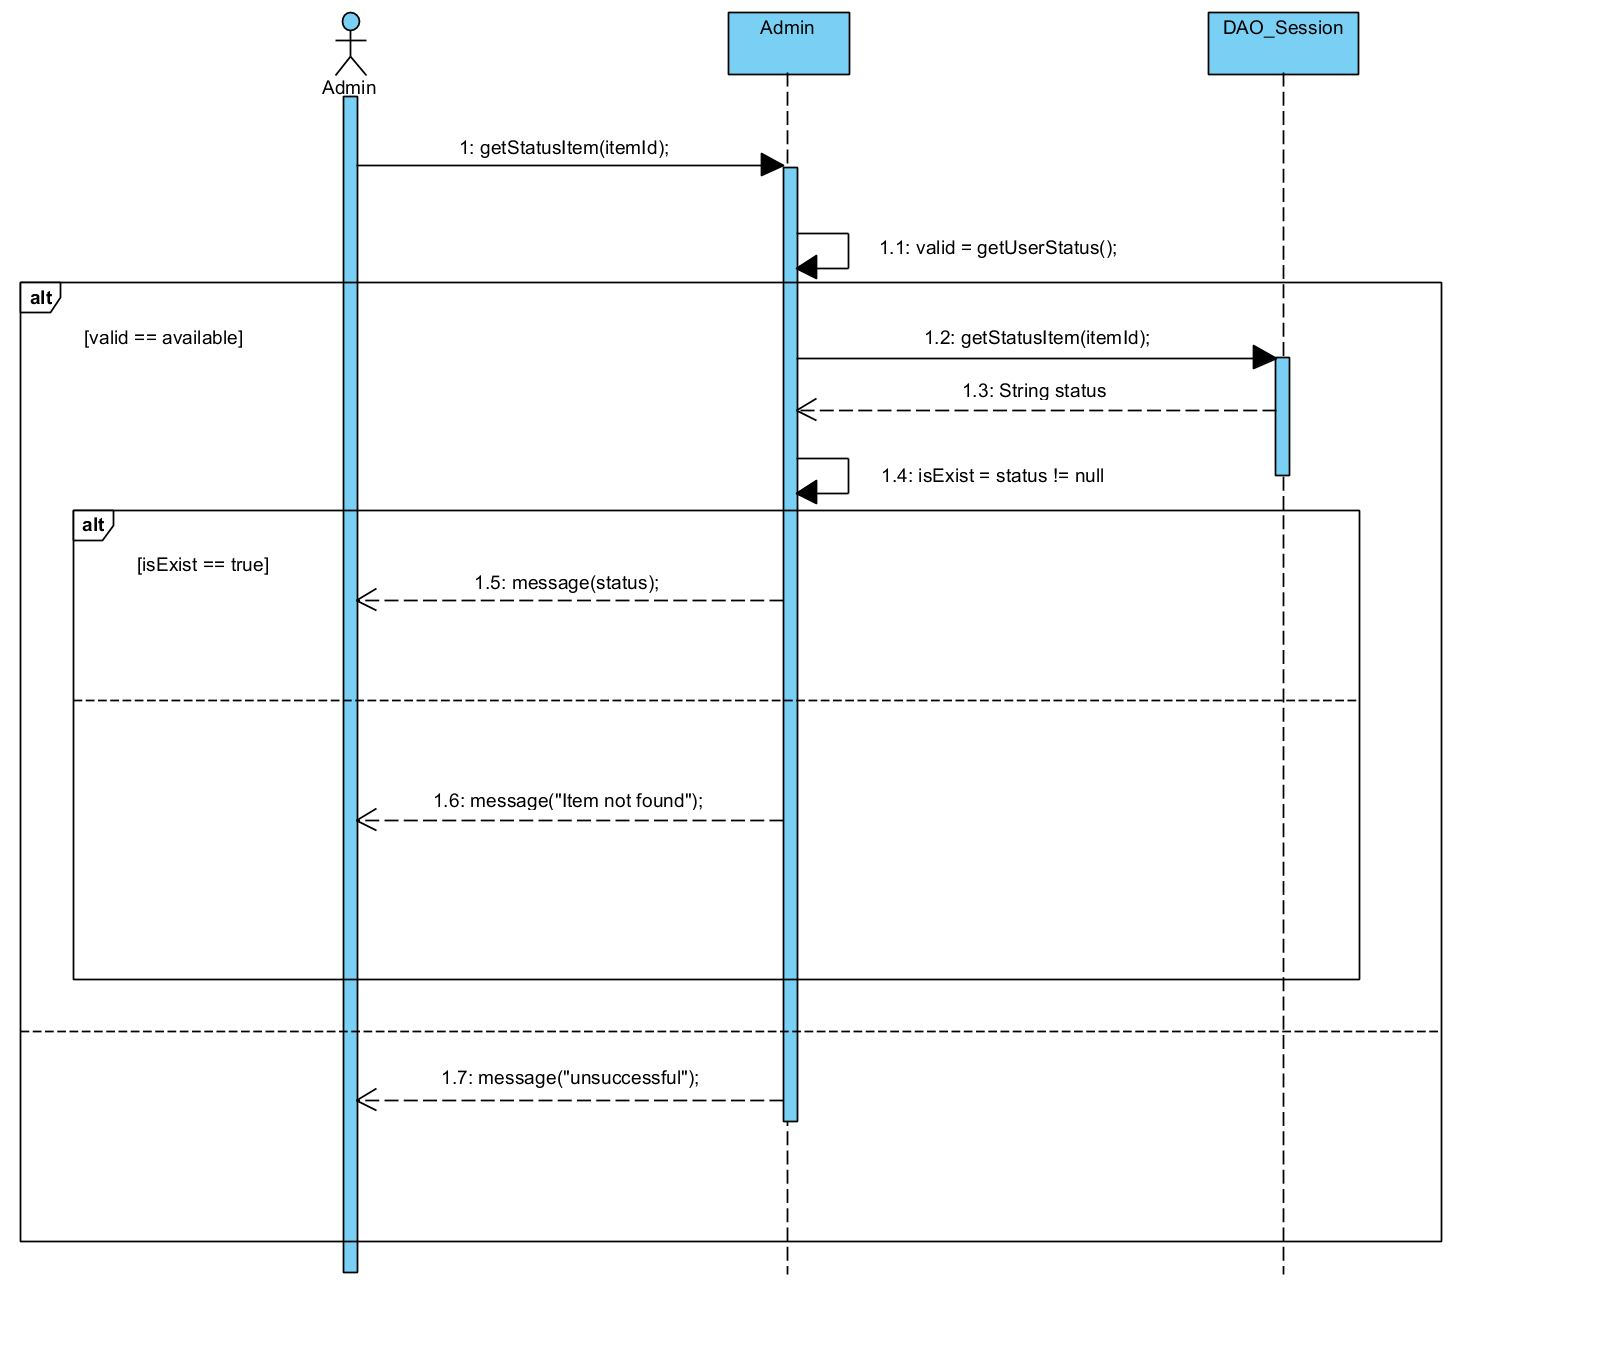 Admin
Admin
DAO_Session
1: getStatusItem(itemId);
1.1: valid = getUserStatus();
alt
[valid == available]
1.2: getStatusItem(itemId);
1.3: String status
1.4: isExist = status != null
alt
[isExist == true]
1.5: message(status);
1.6: message("Item not found");
1.7: message("unsuccessful");